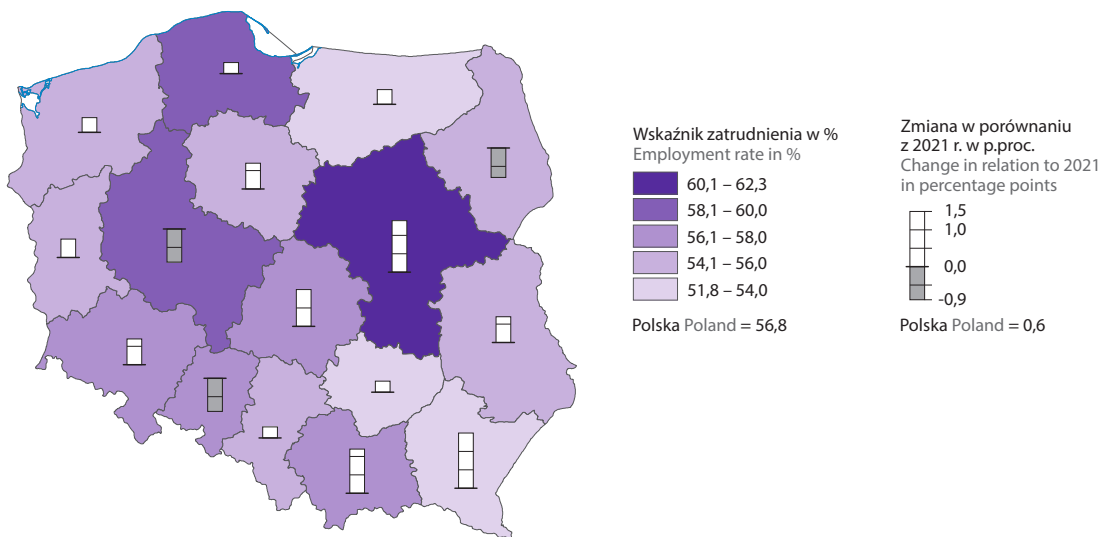 Wskaźnik zatrudnienia w %
Employment rate in %
60,1 – 62,3
58,1 – 60,0
56,1 – 58,0
54,1 – 56,0
51,8 – 54,0
Polska Poland = 56,8
Zmiana w porównaniu
z 2021 r. w p.proc.
Change in relation to 2021
in percentage points
1,5
1,0
0,0
-0,9
Polska Poland = 0,6